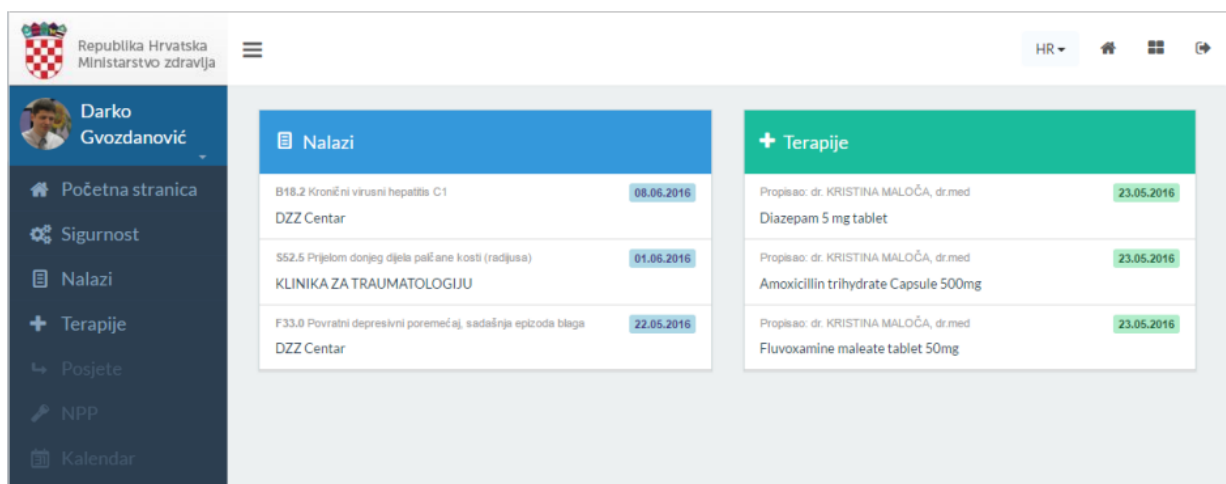 Republika Hrvatska
Ministarstvo zdravlja
HR
Darko
Gvozdanović
Početna stranica
Sigurnost
Nalazi
Terapije
Posjete
NPP
Kalendar
Nalazi
B18.2 Kronični virusni hepatitis C1
08.06.2016
DZZ Centar
S52.5 Prijelom donjeg dijela palčane kosti (radijusa)
01.06.2016
KLINIKA ZA TRAUMATOLOGIJU
F33.0 Povratni depresivni poremećaj, sadašnja epizoda blaga
22.05.2016
DZZ Centar
Terapije
Propisao: dr. KRISTINA MALOČA, dr.med
23.05.2016
Diazepam 5 mg tablet
Propisao: dr. KRISTINA MALOČA, dr.med
23.05.2016
Amoxicillin trihydrate Capsule 500mg
Propisao: dr. KRISTINA MALOČA, dr.med
23.05.2016
Fluvoxamine maleate tablet 50mg